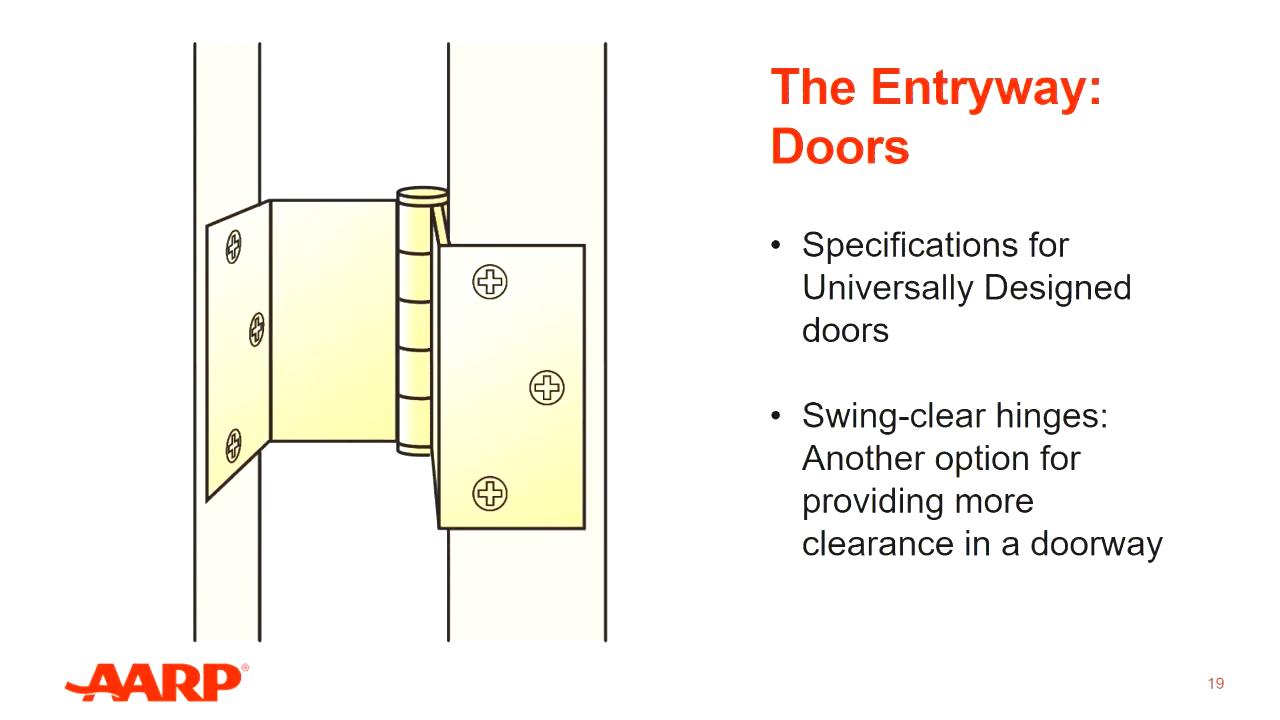 The Entryway:
Doors
• Specifications for
Universally Designed
doors
• Swing-clear hinges:
Another option for
providing more
clearance in a doorway
AARP®
19